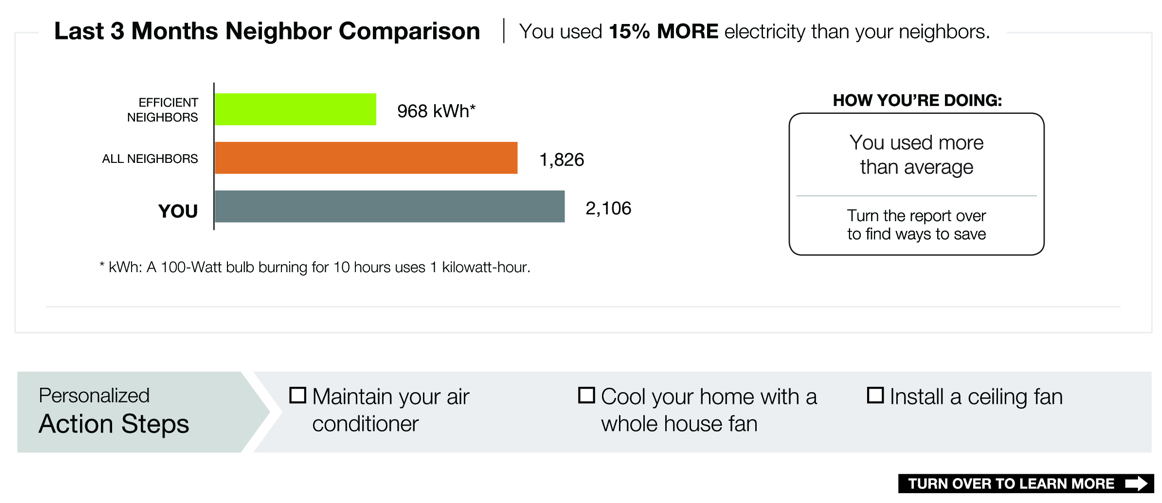 Last 3 Months Neighbor Comparison | You used 15% MORE electricity than your neighbors.
EFFICIENT
NEIGHBORS
968 kWh*
ALL NEIGHBORS
1,826
YOU
2,106
* kWh: A 100-Watt bulb burning for 10 hours uses 1 kilowatt-hour.
HOW YOU'RE DOING:
You used more
than average
Turn the report over
to find ways to save
Personalized
Action Steps
Maintain your air
conditioner
Cool your home with a
whole house fan
Install a ceiling fan
TURN OVER TO LEARN MORE